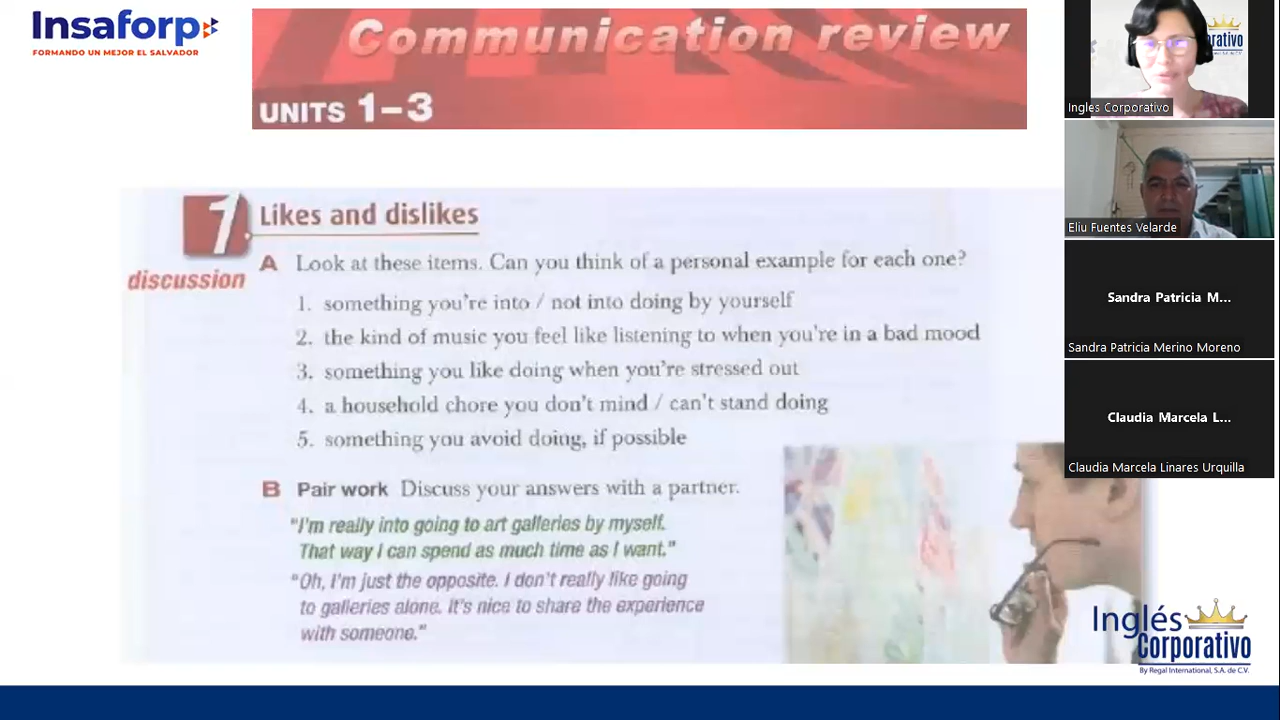 Insaforp
FORMANDO UN MEJOR EL SALVADOR
Communication review
UNITS 1–3
1 Likes and dislikes
discussion
A Look at these items. Can you think of a personal example for each one?
1. something you're into / not into doing by yourself
2. the kind of music you feel like listening to when you're in a bad mood
3. something you like doing when you're stressed out
4. a household chore you don't mind / can't stand doing
5. something you avoid doing, if possible
B Pair work Discuss your answers with a partner.
"I'm really into going to art galleries by myself.
That way I can spend as much time as I want."
"Oh, I'm just the opposite. I don't really like going
to galleries alone. It's nice to share the experience
with someone."
Ingles Corporativo
Eliu Fuentes Velarde
Sandra Patricia M...
Sandra Patricia Merino Moreno
Claudia Marcela L...
Claudia Marcela Linares Urquilla
Inglés
Corporativo
By Regal International, S.A. de C.V.